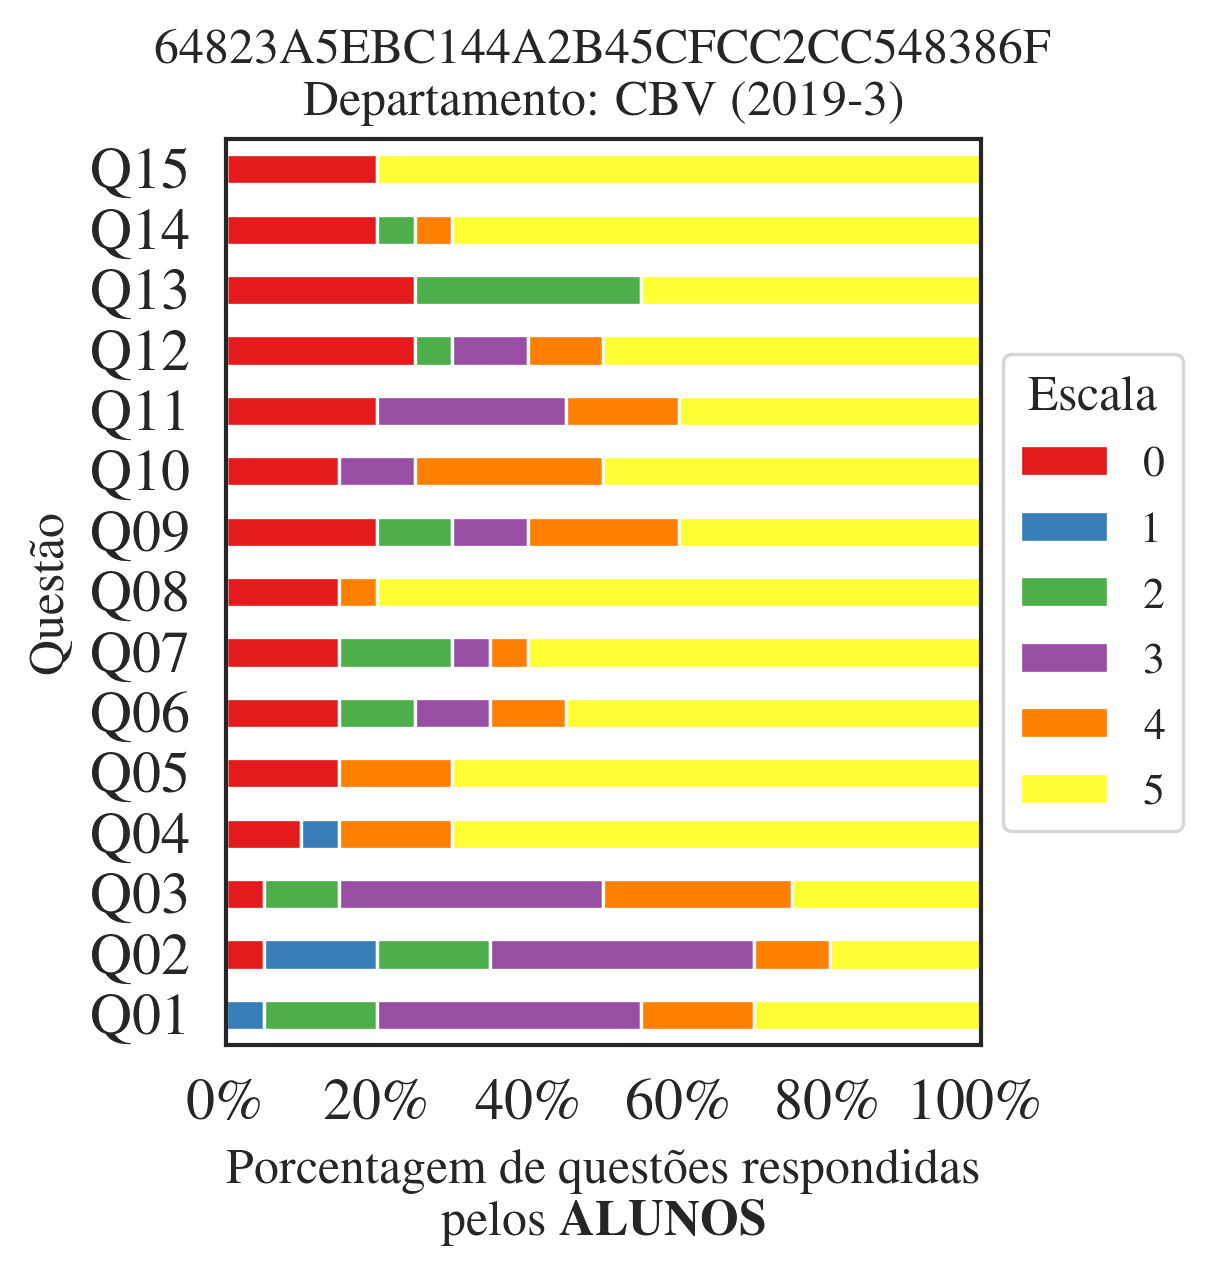 64823A5EBC144A2B45CFCC2CC548386F
Departamento: CBV (2019-3)
Q15
Q14
Q13
Q12
Q11
Q10
Q09
Q08
Q07
Q06
Q05
Q04
Q03
Q02
Q01
Questão
0% 20% 40% 60% 80% 100%
Porcentagem de questões respondidas
pelos ALUNOS
Escala
0
1
2
3
4
5